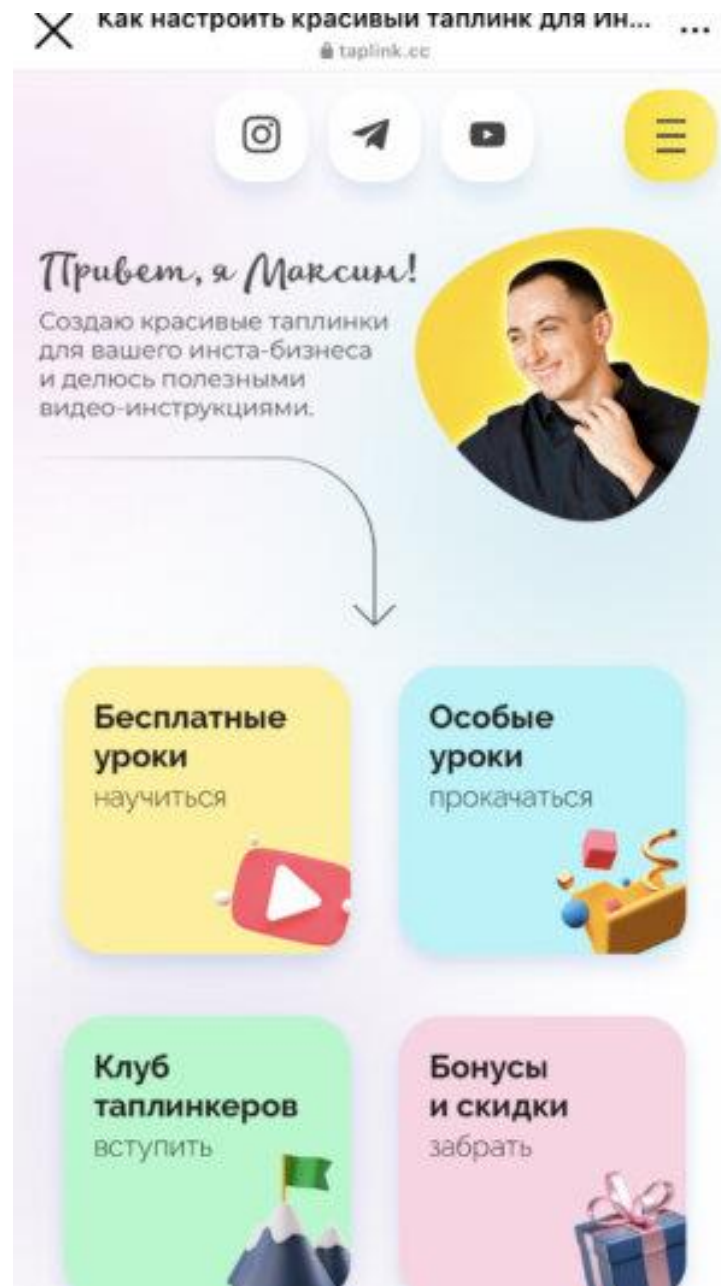 Как настроить красивый таплинк для Ин...
taplink.cc
Привет, я Максим!
Создаю красивые таплинки
для вашего инста-бизнеса
и делюсь полезными
видео-инструкциями.
Бесплатные
уроки
научиться
Особые
уроки
прокачаться
Клуб
таплинкеров
вступить
Бонусы
и скидки
забрать